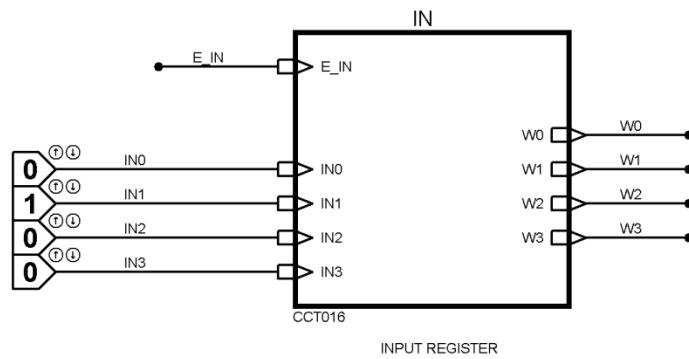 IN
E_IN
E_IN
0
IN0
IN0
1
IN1
IN1
0
IN2
IN2
0
IN3
IN3
W0
W0
W1
W1
W2
W2
W3
W3
CCT016
INPUT REGISTER